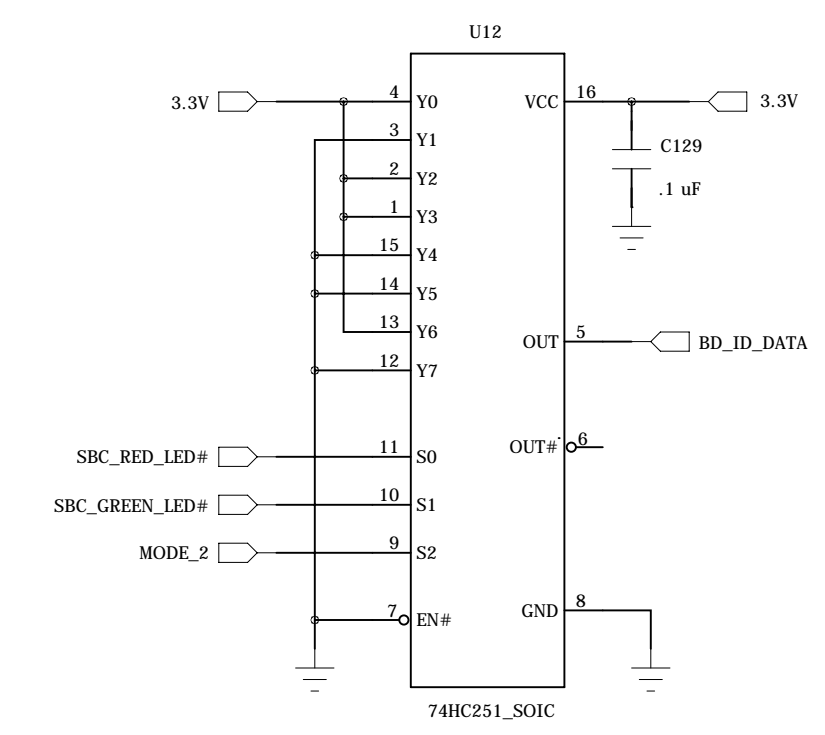 U12
3.3V
4
Y0
VCC
16
3.3V
3
Y1
C129
2
Y2
.1 uF
1
Y3
15
Y4
14
Y5
13
Y6
OUT
5
BD_ID_DATA
12
Y7
SBC_RED_LED#
11
S0
OUT#
6
SBC_GREEN_LED#
10
S1
MODE_2
9
S2
7
EN#
GND
8
74HC251_SOIC